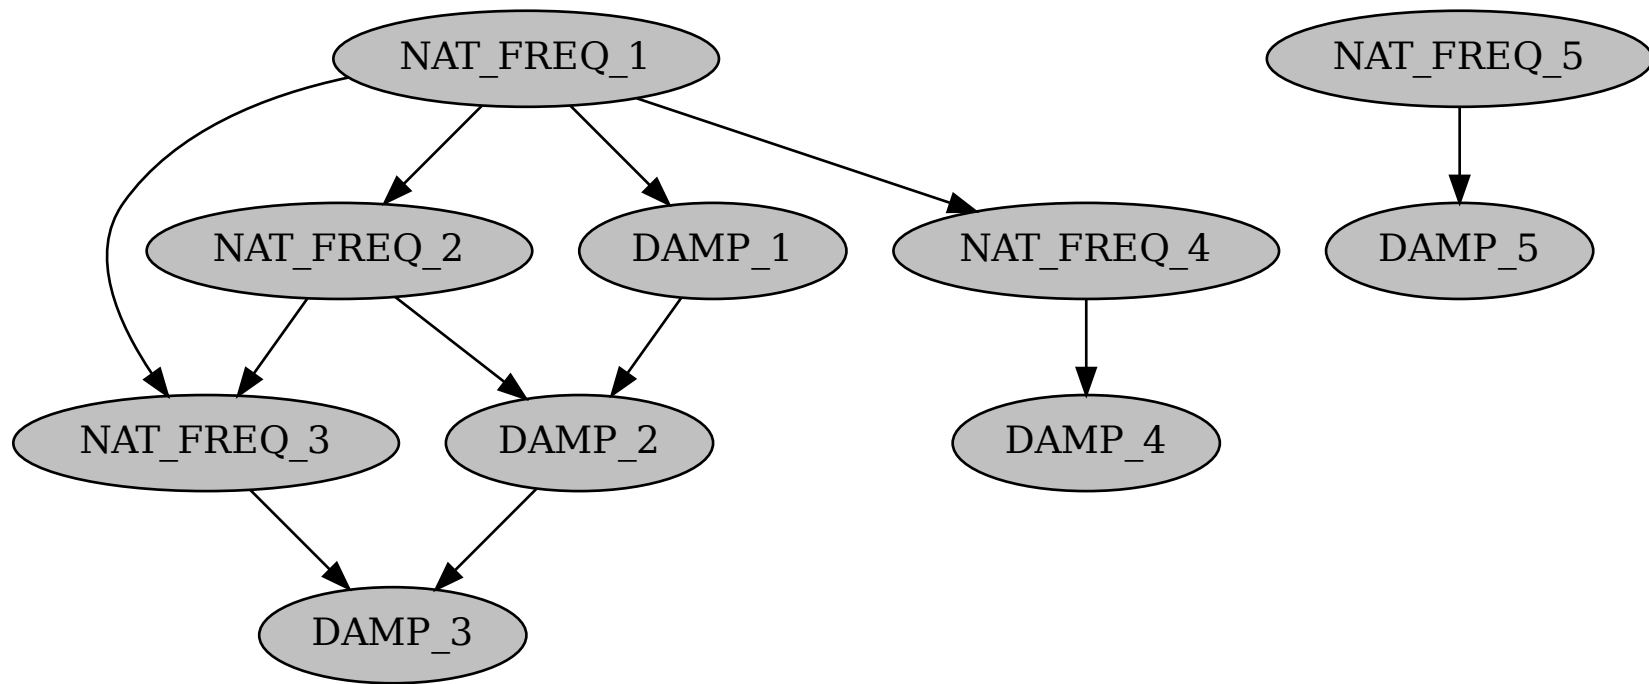 NAT_FREQ_1
NAT_FREQ_5
NAT_FREQ_2
DAMP_1
NAT_FREQ_4
DAMP_5
NAT_FREQ_3
DAMP_2
DAMP_4
DAMP_3